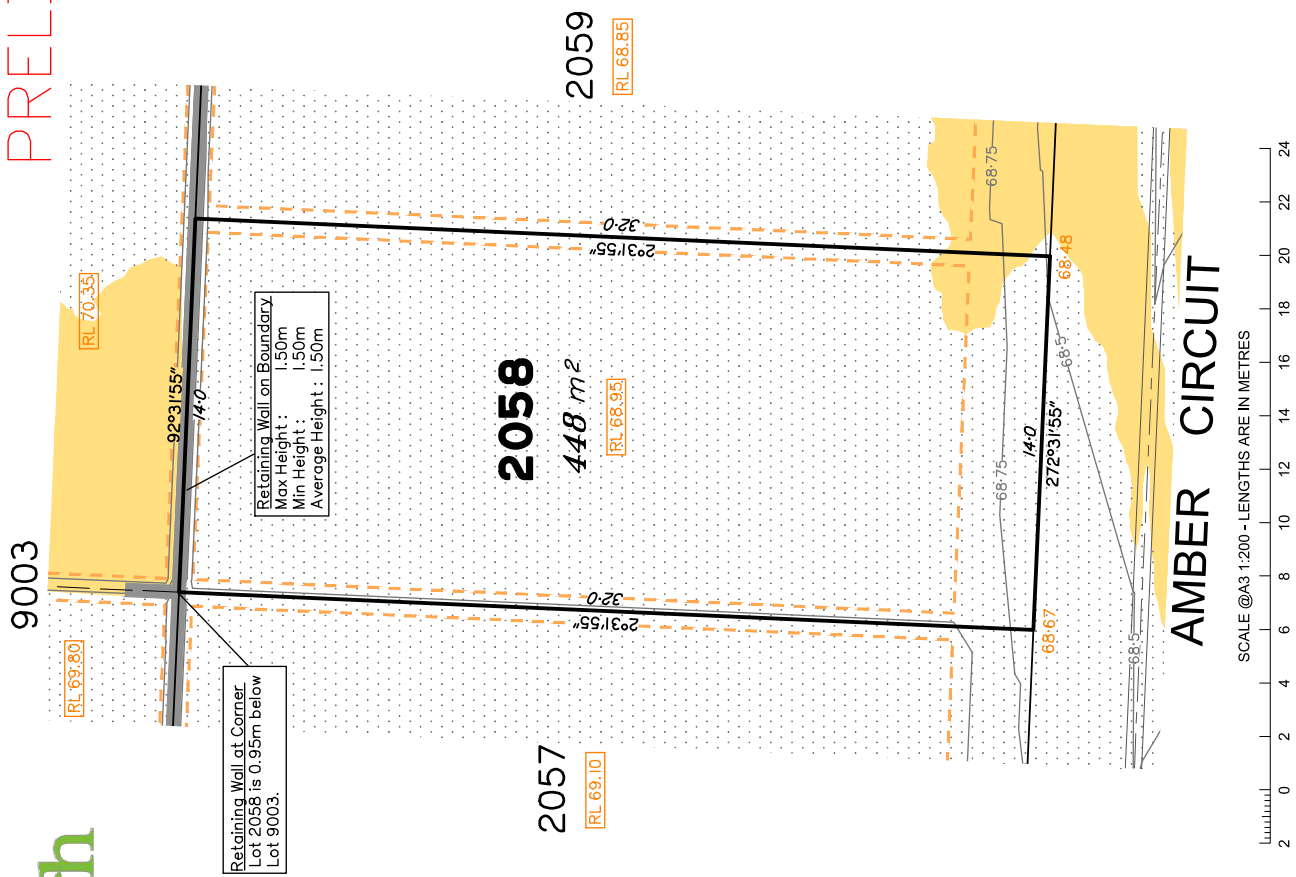 PREL
th
9003
RL 69.80
RL 70.35
92°31'55"
14·0
Retaining Wall on Boundary
Max Height : 1.50m
Min Height : 1.50m
Average Height : 1.50m
Retaining Wall at Corner
Lot 2058 is 0.95m below
Lot 9003.
2057
RL 69.10
2°31'55"
32·0
2058
448 m²
RL 68.95
2°31'55"
32·0
2059
RL 68.85
68·75
68·75
14·0
272°31'55"
68·67
68·48
68·5
68·5
AMBER CIRCUIT
SCALE @A3 1:200 - LENGTHS ARE IN METRES
2 0 2 4 6 8 10 12 14 16 18 20 22 24